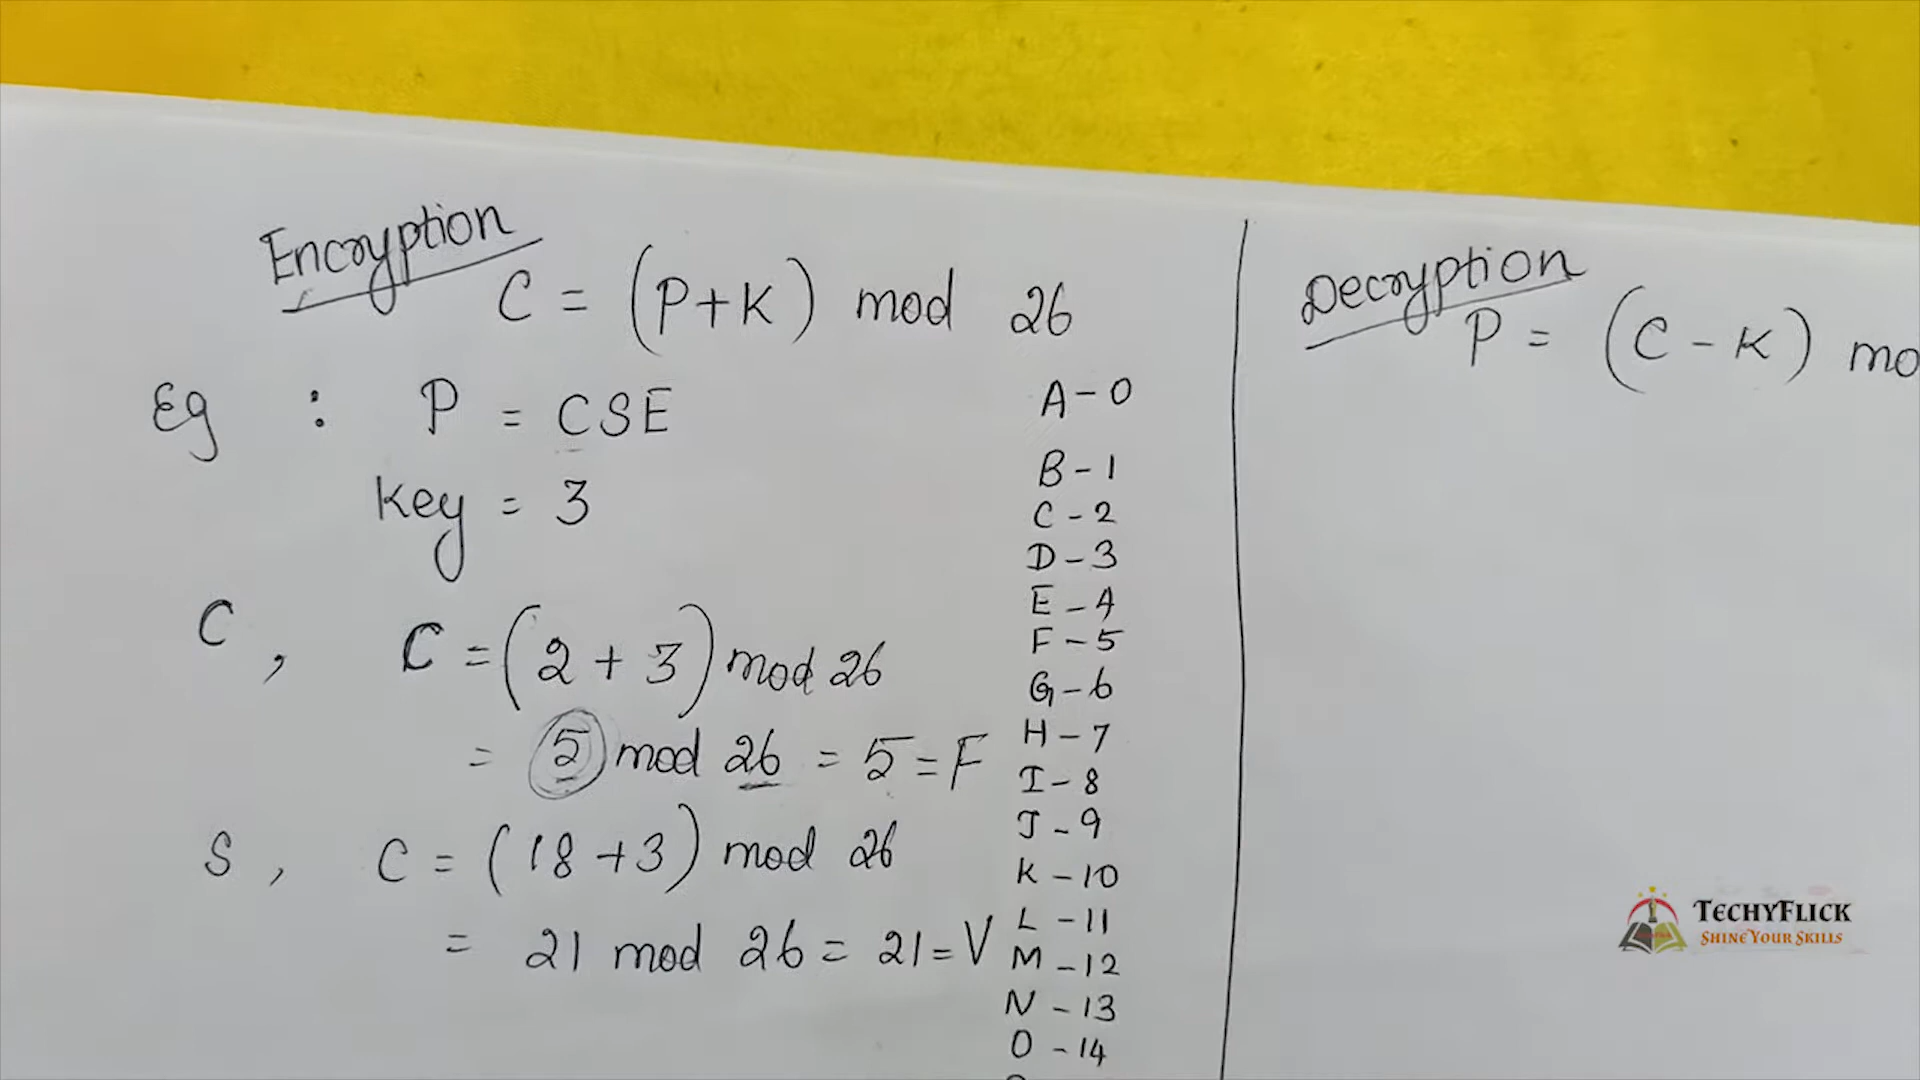 Encryption
C = (P+K) mod 26
Eg : P = CSE
Key = 3
C, C = (2 + 3) mod 26
= 5 mod 26 = 5 = F
S, C = (18 + 3) mod 26
= 21 mod 26 = 21 = V
A - 0
B - 1
C - 2
D - 3
E - 4
F - 5
G - 6
H - 7
I - 8
J - 9
K - 10
L - 11
M - 12
N - 13
O - 14
Decryption
P = (C - K) mo
TECHYFLICK
SHINE YOUR SKILLS